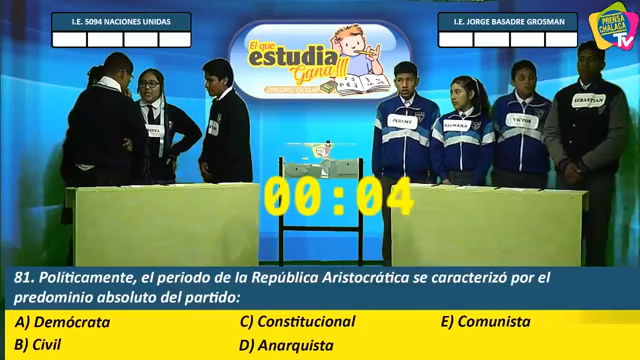 I.E. 5094 NACIONES UNIDAS
I.E. JORGE BASADRE GROSMAN
PRENSA
CHALACA
TV
El que
estudia
Gana!!!
CONCURSO ESCOLAR
JEREMY
XIOMARA
VICTOR
SEBASTIAN
00:04
81. Políticamente, el periodo de la República Aristocrática se caracterizó por el
predominio absoluto del partido:
A) Demócrata
C) Constitucional
E) Comunista
B) Civil
D) Anarquista